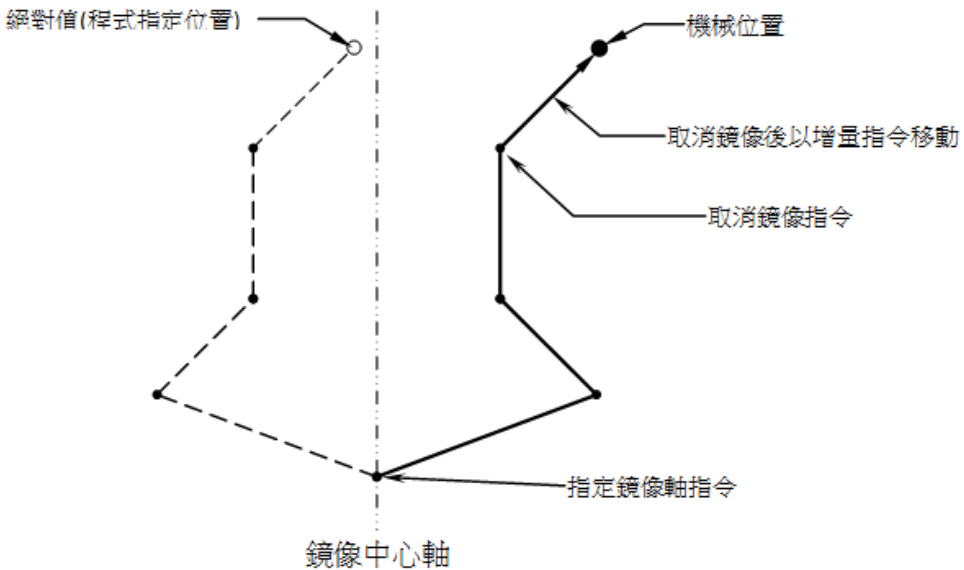 絕對值(程式指定位置)
機械位置
取消鏡像後以增量指令移動
取消鏡像指令
指定鏡像軸指令
鏡像中心軸